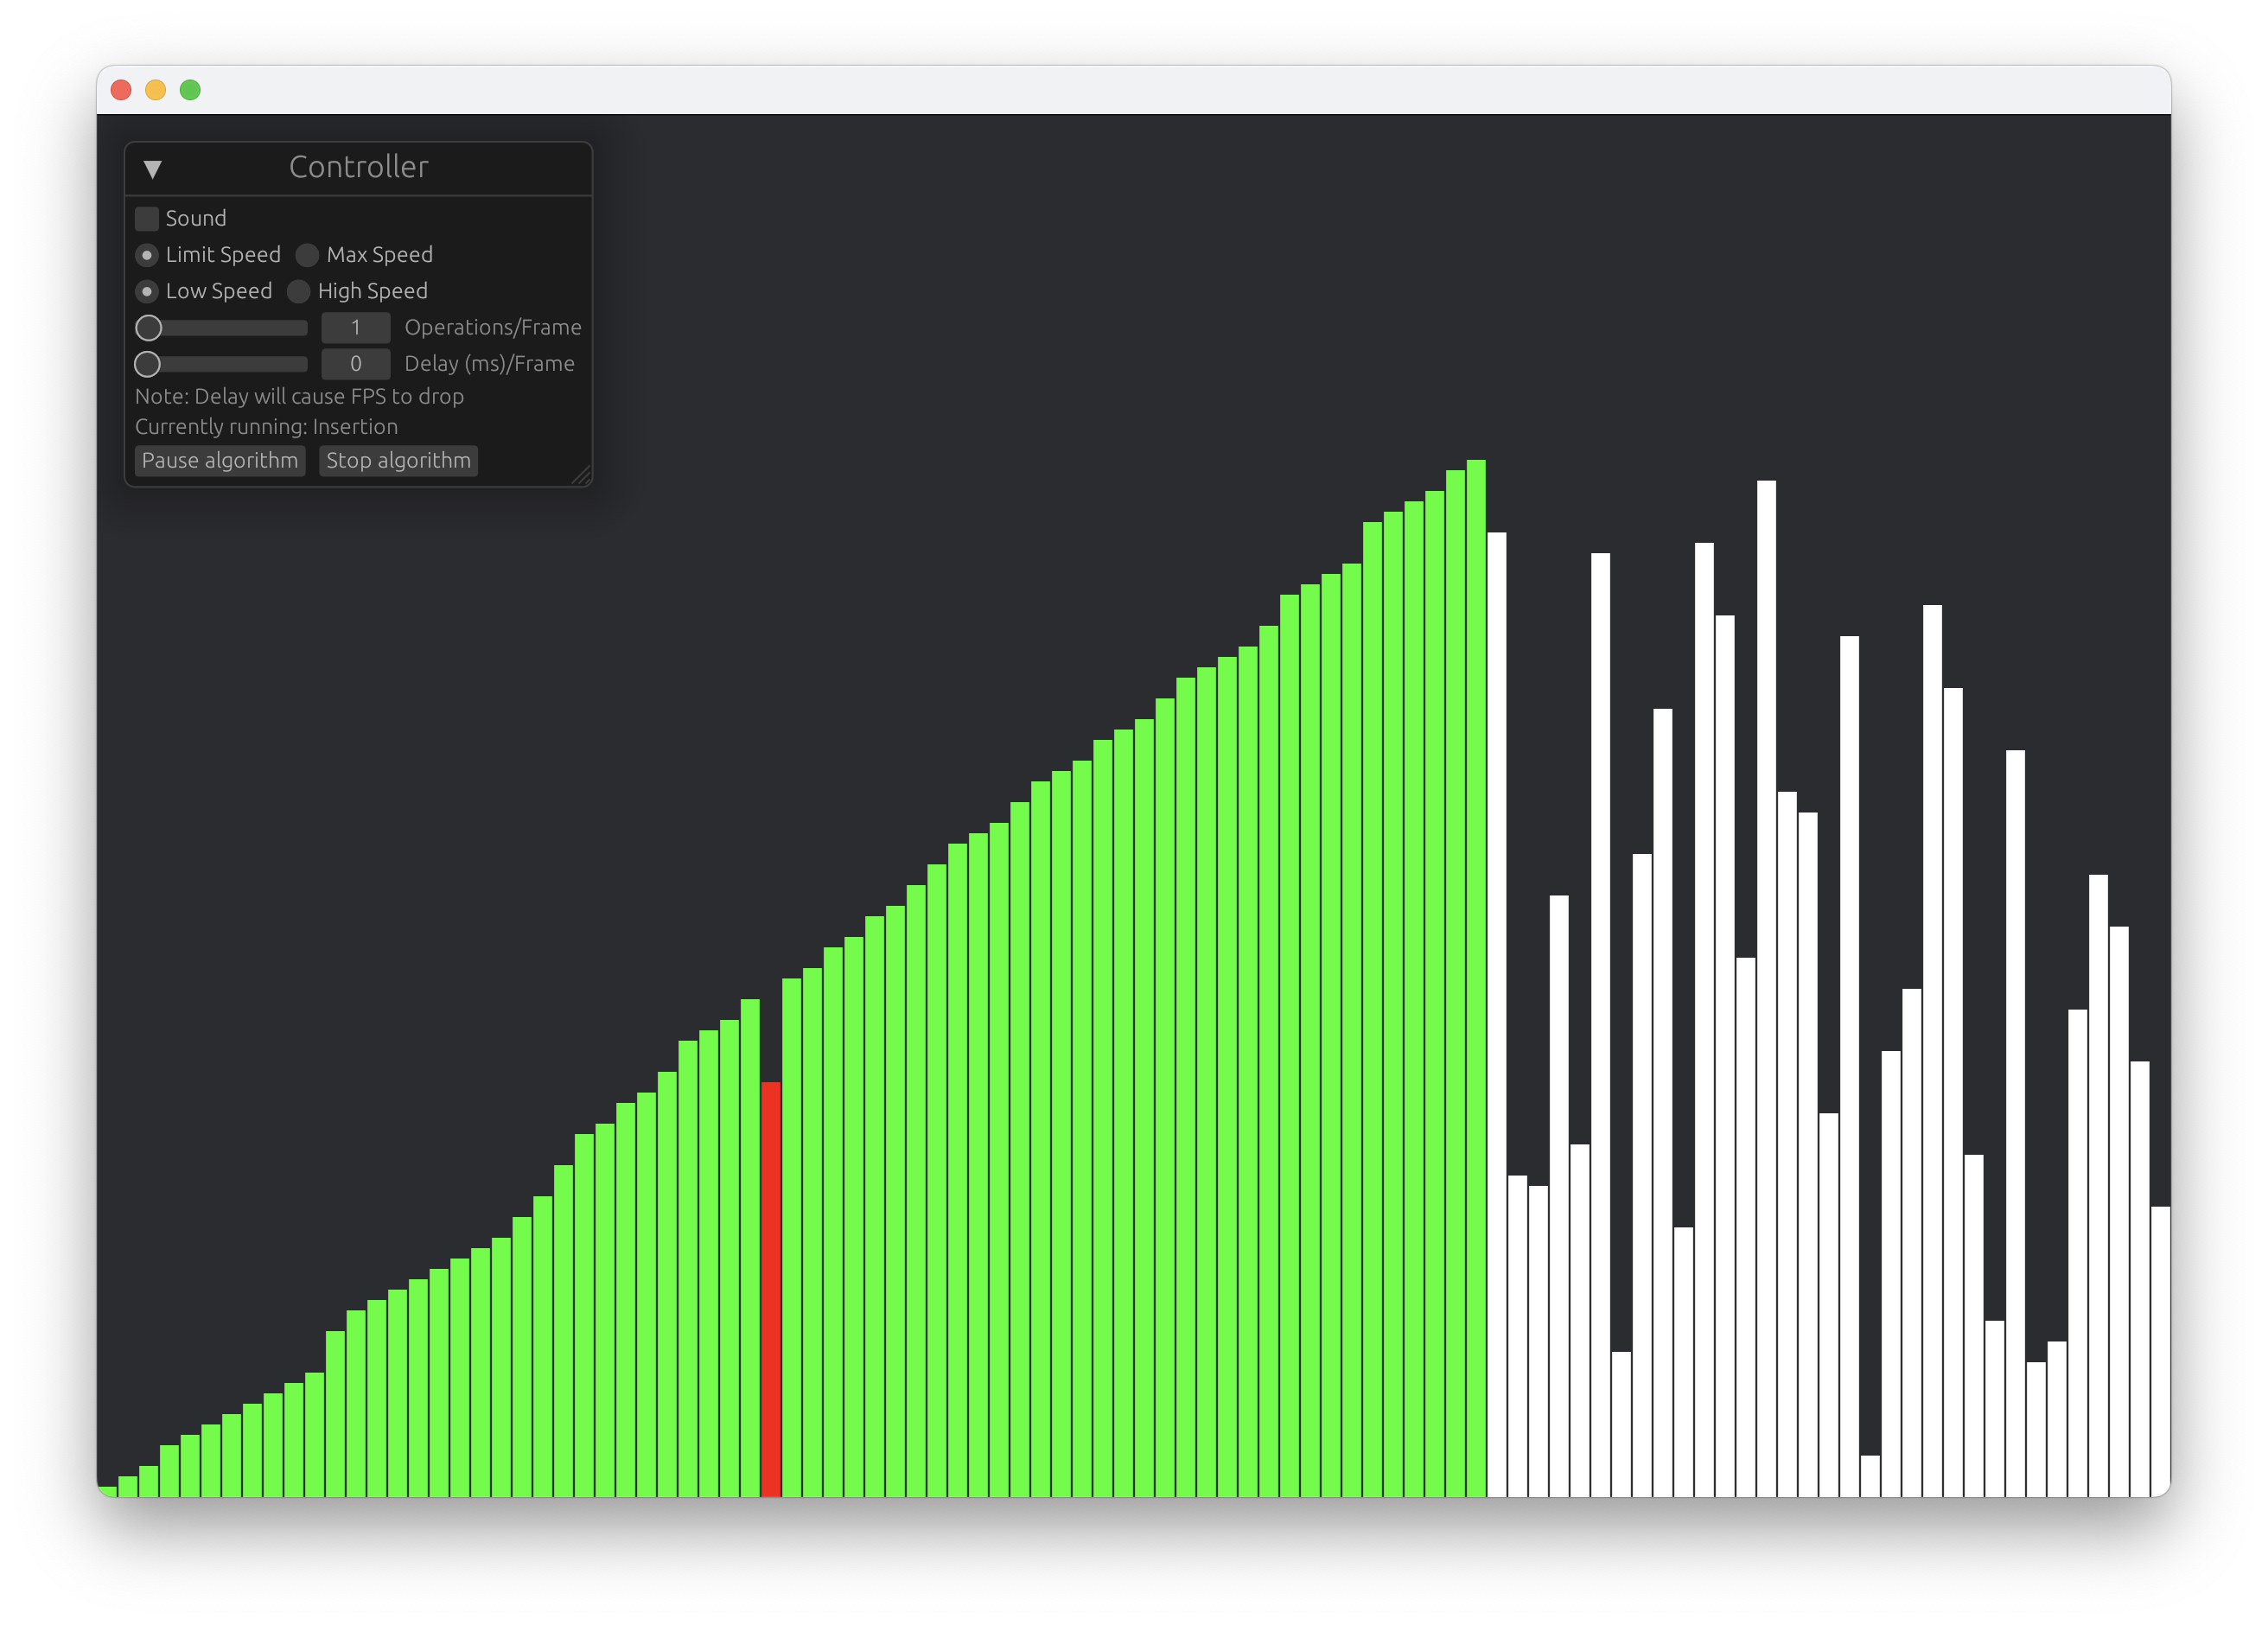 Controller
Sound
Limit Speed Max Speed
Low Speed High Speed
1 Operations/Frame
0 Delay (ms)/Frame
Note: Delay will cause FPS to drop
Currently running: Insertion
Pause algorithm Stop algorithm